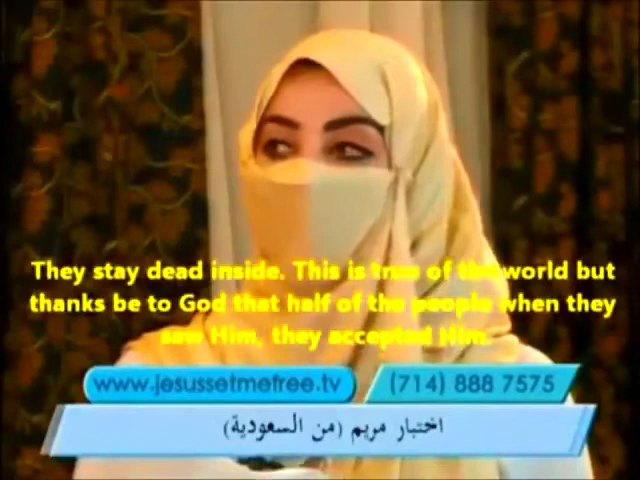 They stay dead inside. This is true of the world but
thanks be to God that half of the people when they
saw Him, they accepted Him.
www.jesussetmefree.tv
(714) 888 7575
اختبار مريم (من السعودية)